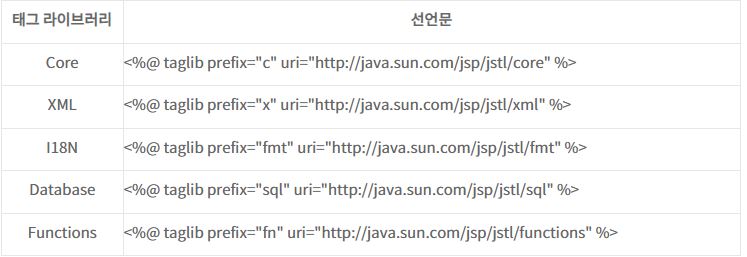 태그 라이브러리 선언문
Core <%@ taglib prefix="c" uri="http://java.sun.com/jsp/jstl/core" %>
XML <%@ taglib prefix="x" uri="http://java.sun.com/jsp/jstl/xml" %>
I18N <%@ taglib prefix="fmt" uri="http://java.sun.com/jsp/jstl/fmt" %>
Database <%@ taglib prefix="sql" uri="http://java.sun.com/jsp/jstl/sql" %>
Functions <%@ taglib prefix="fn" uri="http://java.sun.com/jsp/jstl/functions" %>